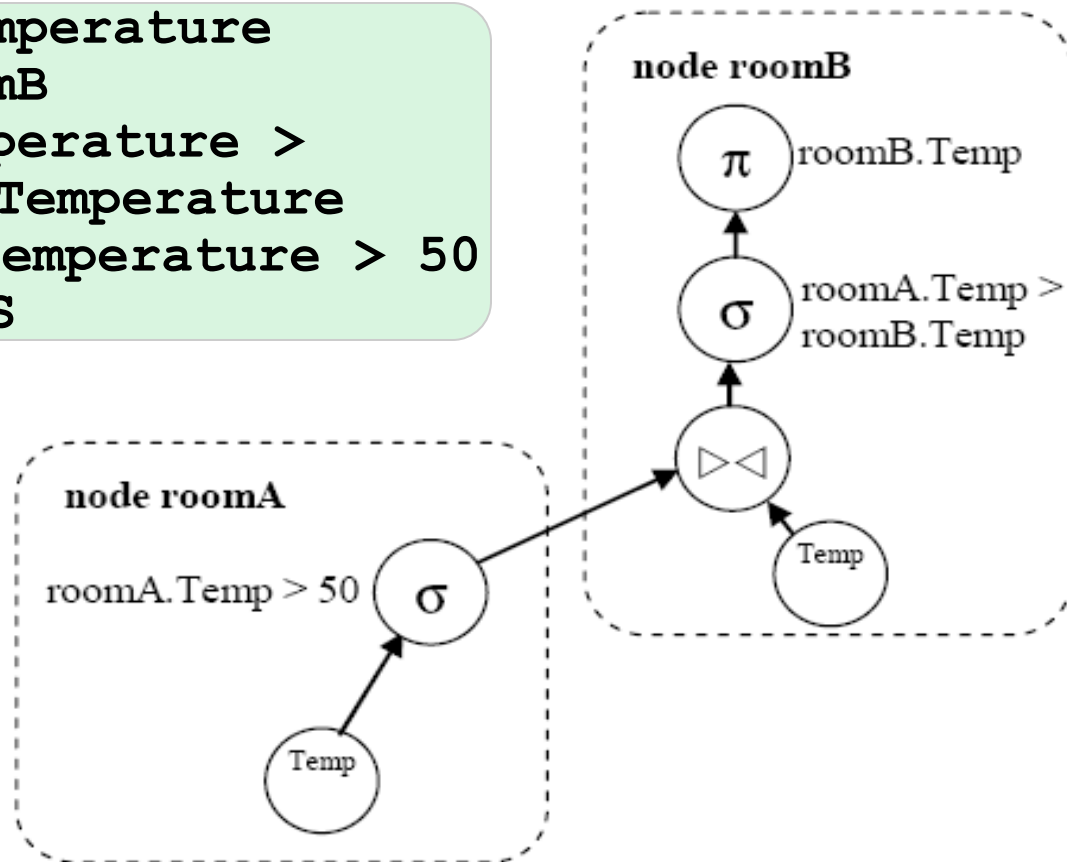 mperature
mB
perature >
Temperature
emperature > 50
S
node roomB
π
roomB.Temp
σ
roomA.Temp >
roomB.Temp
▷◁
Temp
node roomA
roomA.Temp > 50
σ
Temp